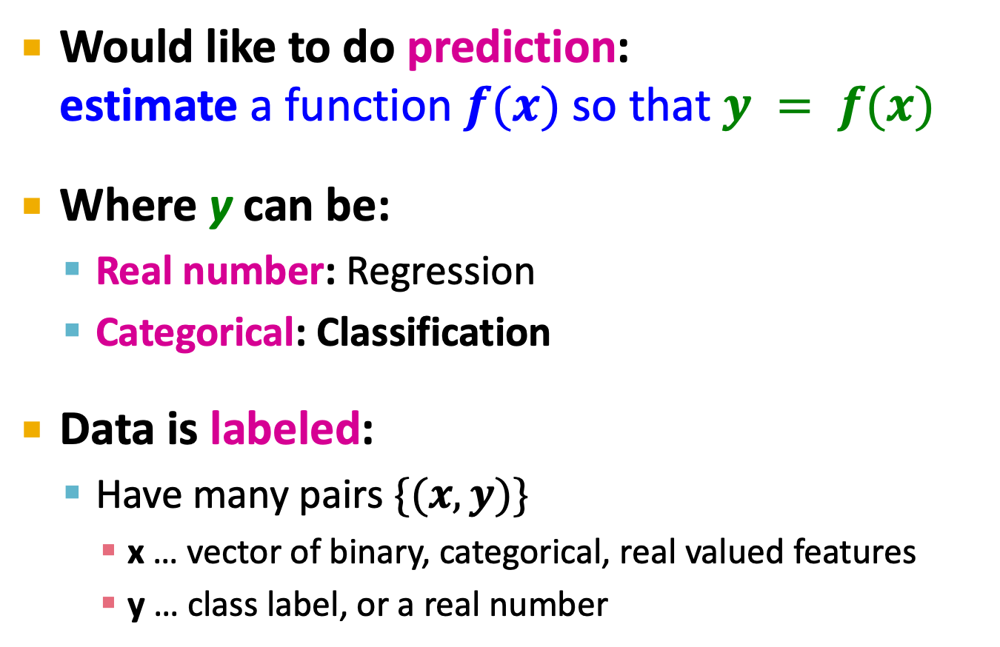 Would like to do prediction:
estimate a function f(x) so that y = f(x)
Where y can be:
Real number: Regression
Categorical: Classification
Data is labeled:
Have many pairs {(x, y)}
x … vector of binary, categorical, real valued features
y … class label, or a real number